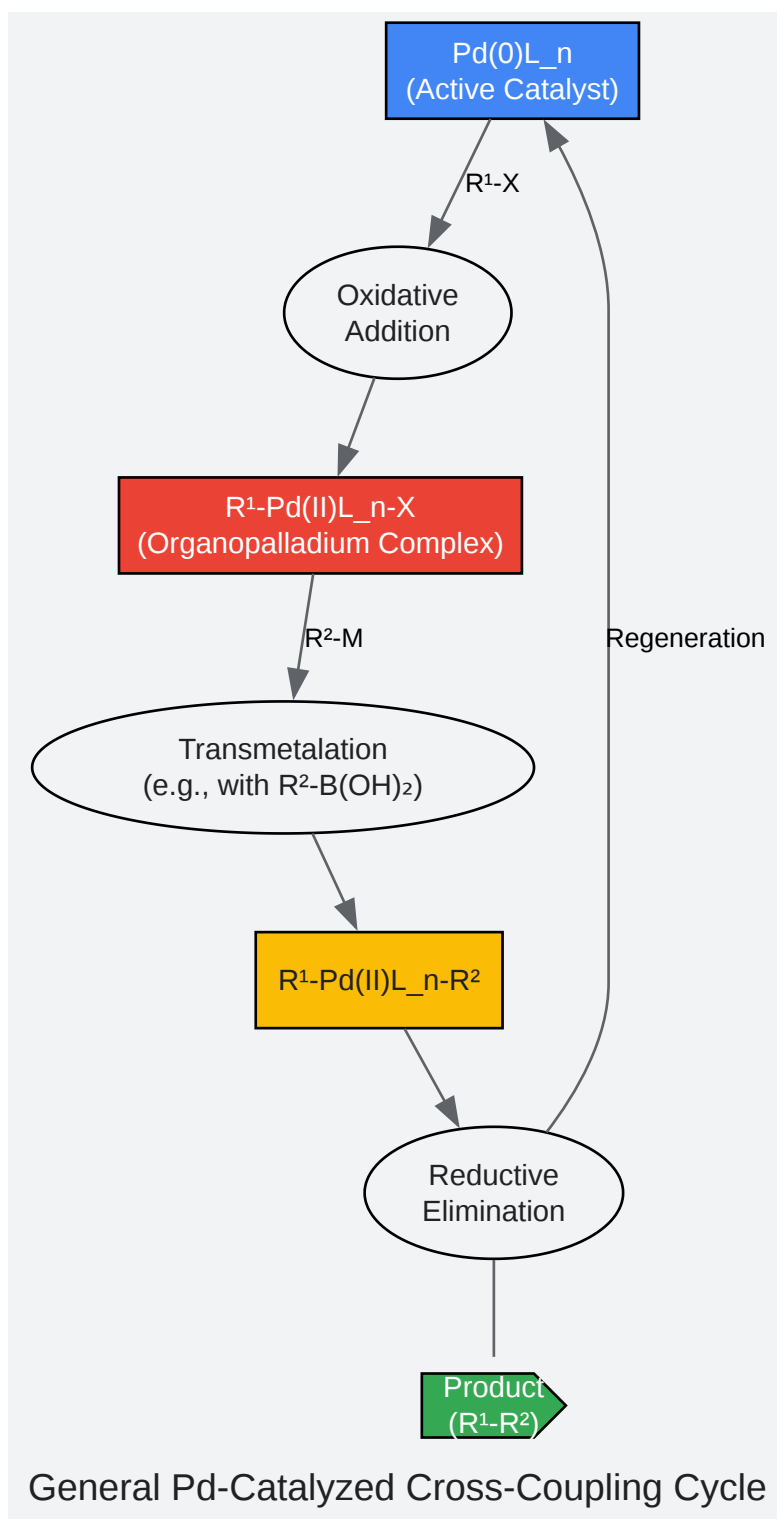 Pd(0)L_n
(Active Catalyst)
R¹-X
Oxidative
Addition
R¹-Pd(II)L_n-X
(Organopalladium Complex)
R²-M
Regeneration
Transmetalation
(e.g., with R²-B(OH)₂)
R¹-Pd(II)L_n-R²
Reductive
Elimination
Product
(R¹-R²)
General Pd-Catalyzed Cross-Coupling Cycle